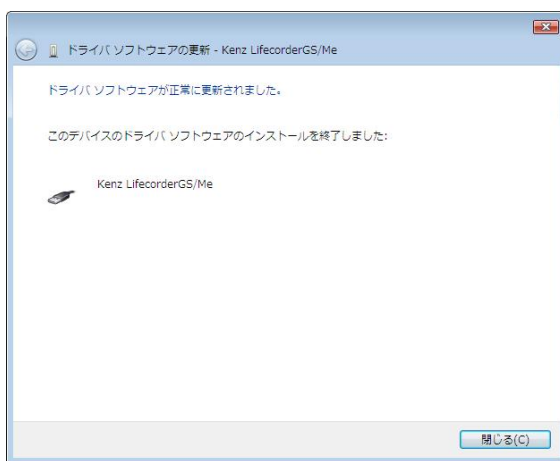 ドライバ ソフトウェアの更新 - Kenz LifecorderGS/Me
ドライバ ソフトウェアが正常に更新されました。
このデバイスのドライバ ソフトウェアのインストールを終了しました:
Kenz LifecorderGS/Me
閉じる(C)